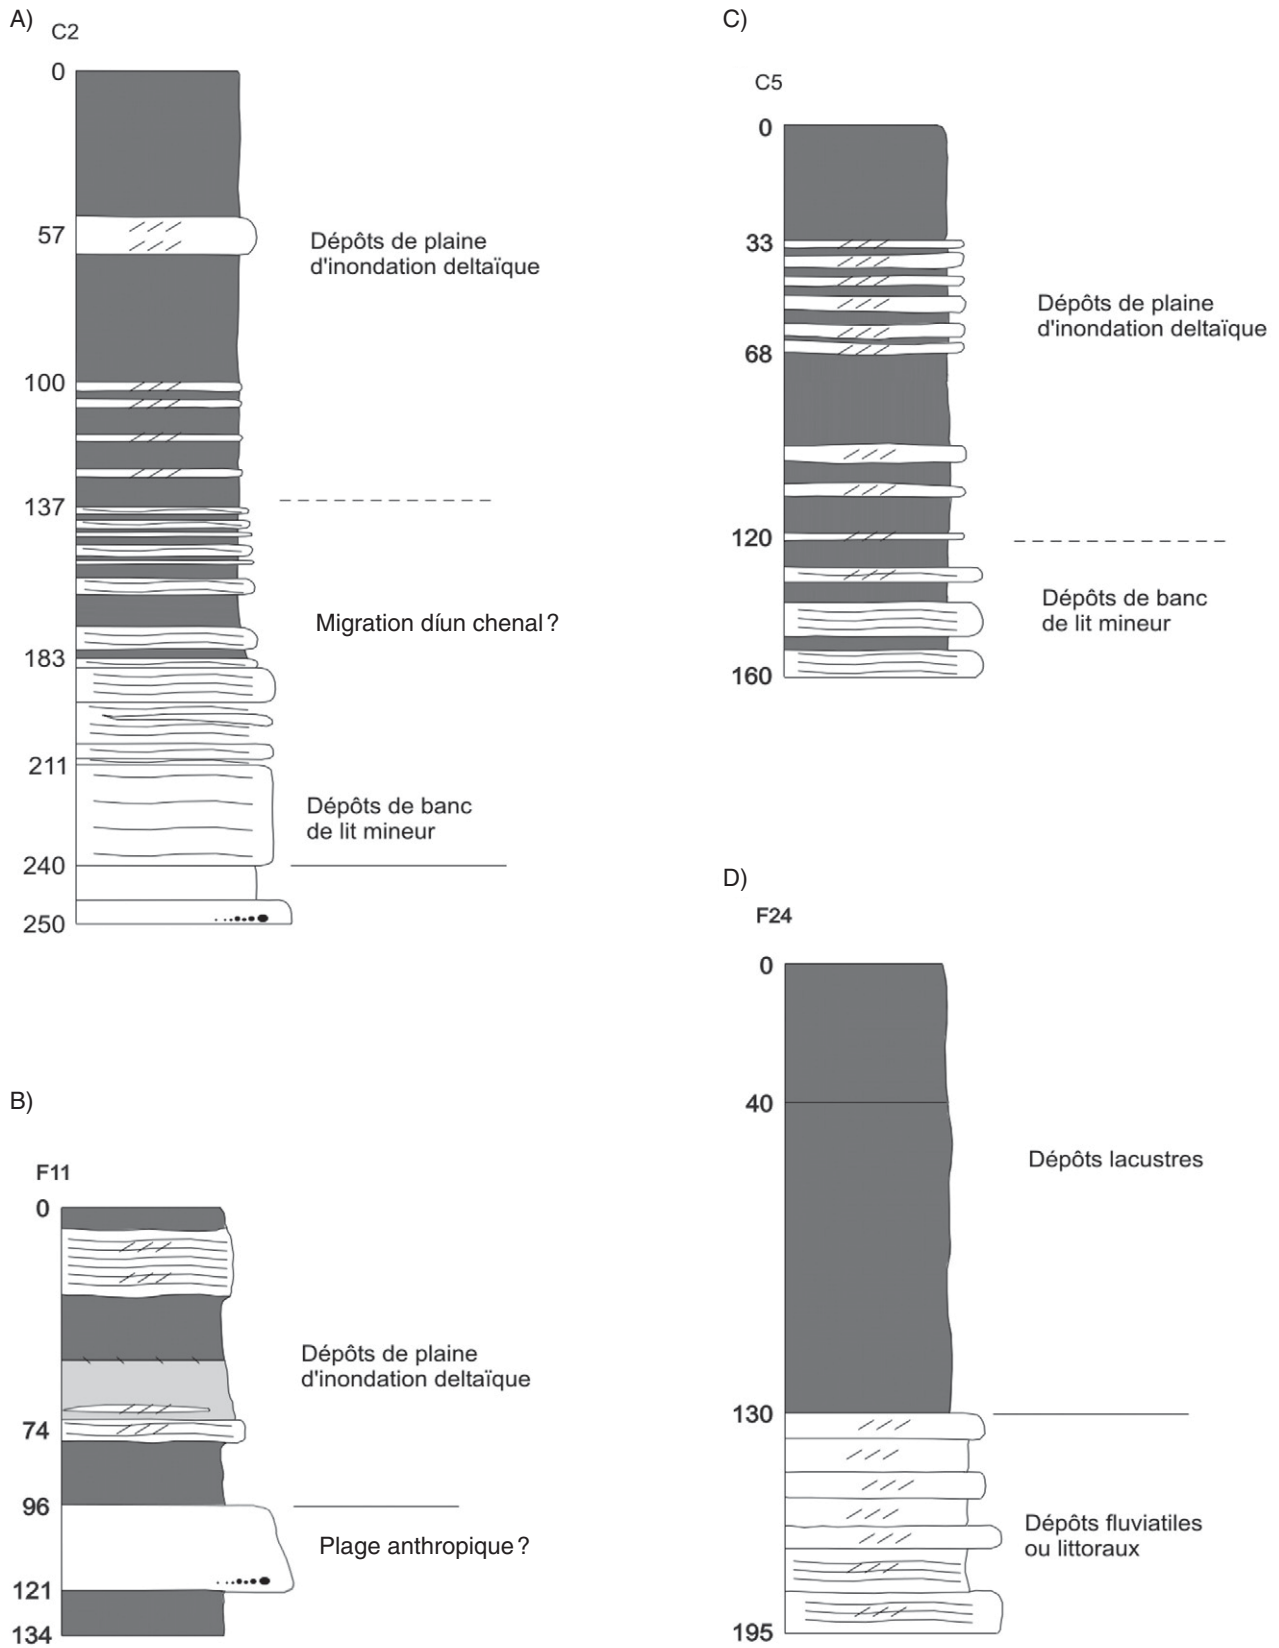 A)
C2
0
57
Dépôts de plaine
d'inondation deltaïque
100
137
Migration díun chenal ?
183
211
Dépôts de banc
de lit mineur
240
250
B)
F11
0
Dépôts de plaine
d'inondation deltaïque
74
96
Plage anthropique ?
121
134
C)
C5
0
33
Dépôts de plaine
d'inondation deltaïque
68
120
Dépôts de banc
de lit mineur
160
D)
F24
0
40
Dépôts lacustres
130
Dépôts fluviatiles
ou littoraux
195